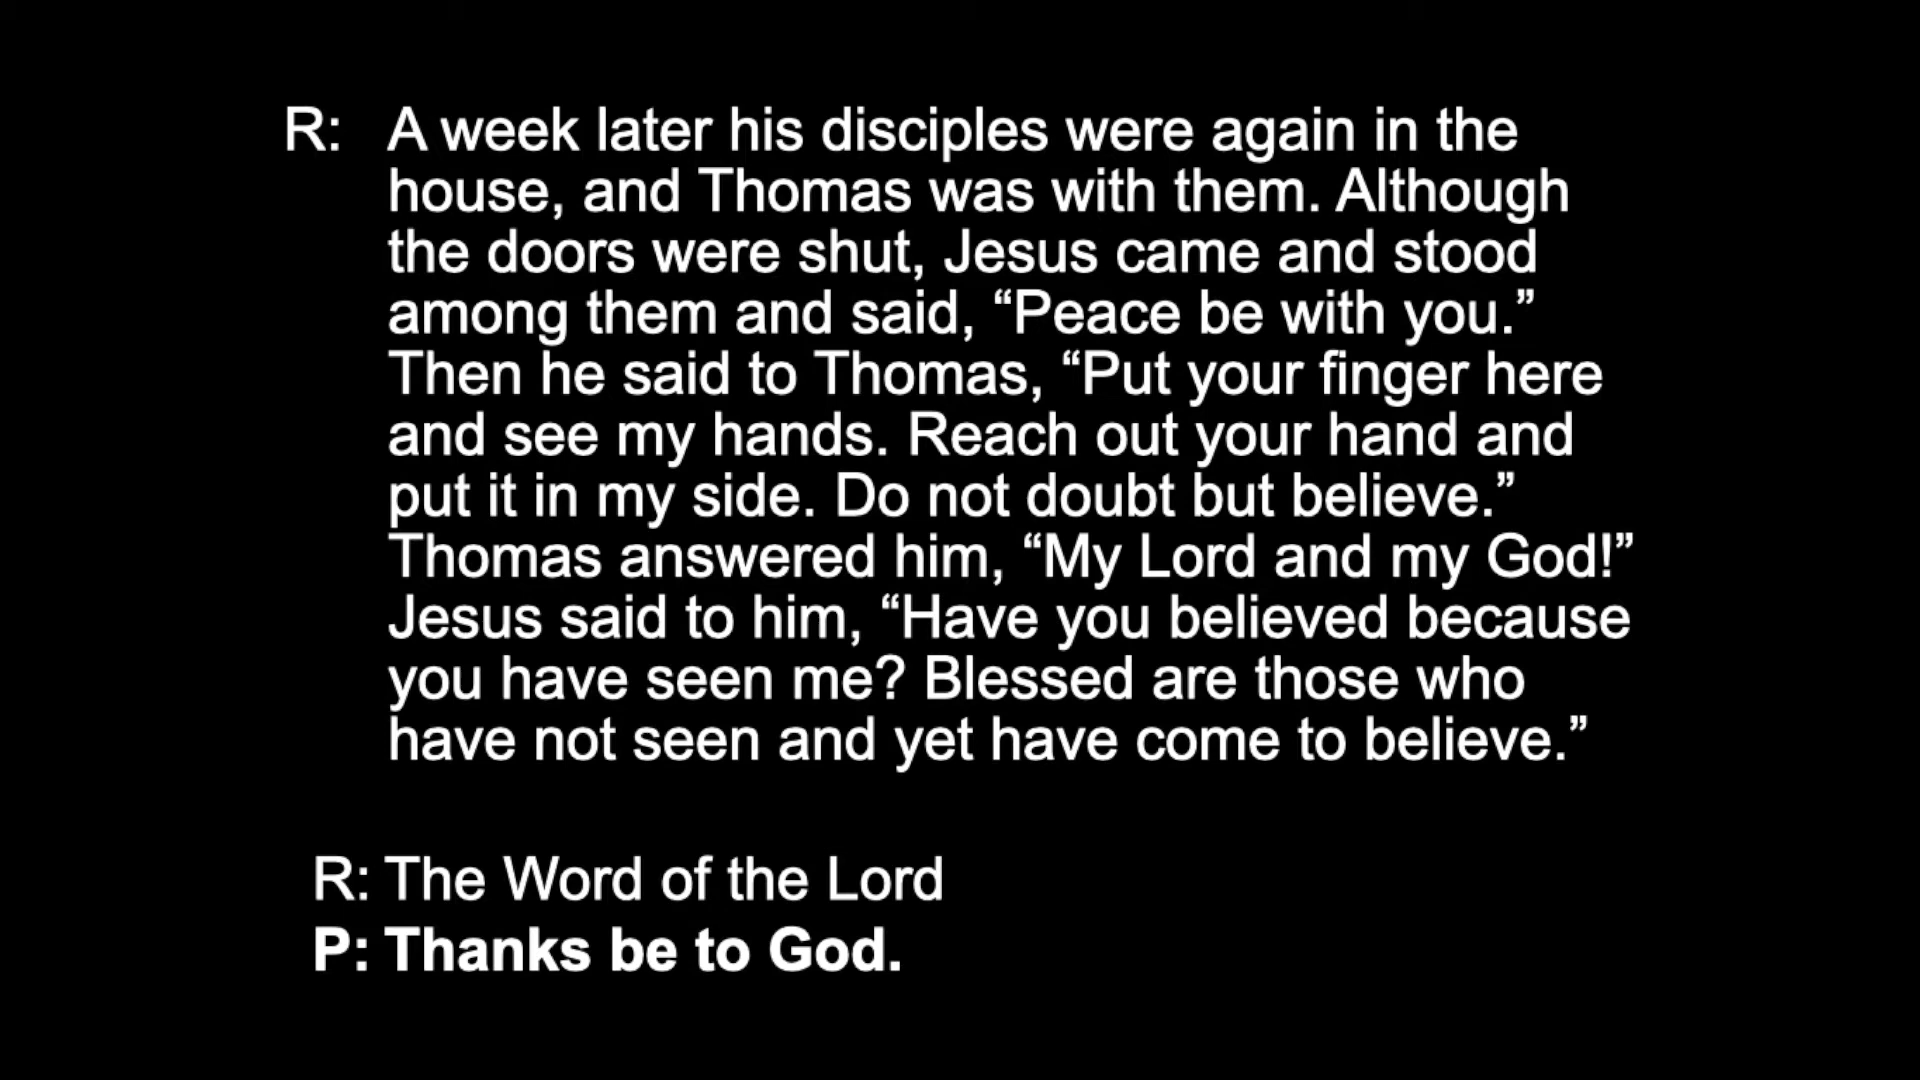 R: A week later his disciples were again in the
house, and Thomas was with them. Although
the doors were shut, Jesus came and stood
among them and said, “Peace be with you.”
Then he said to Thomas, “Put your finger here
and see my hands. Reach out your hand and
put it in my side. Do not doubt but believe.”
Thomas answered him, “My Lord and my God!”
Jesus said to him, “Have you believed because
you have seen me? Blessed are those who
have not seen and yet have come to believe.”
R: The Word of the Lord
P: Thanks be to God.